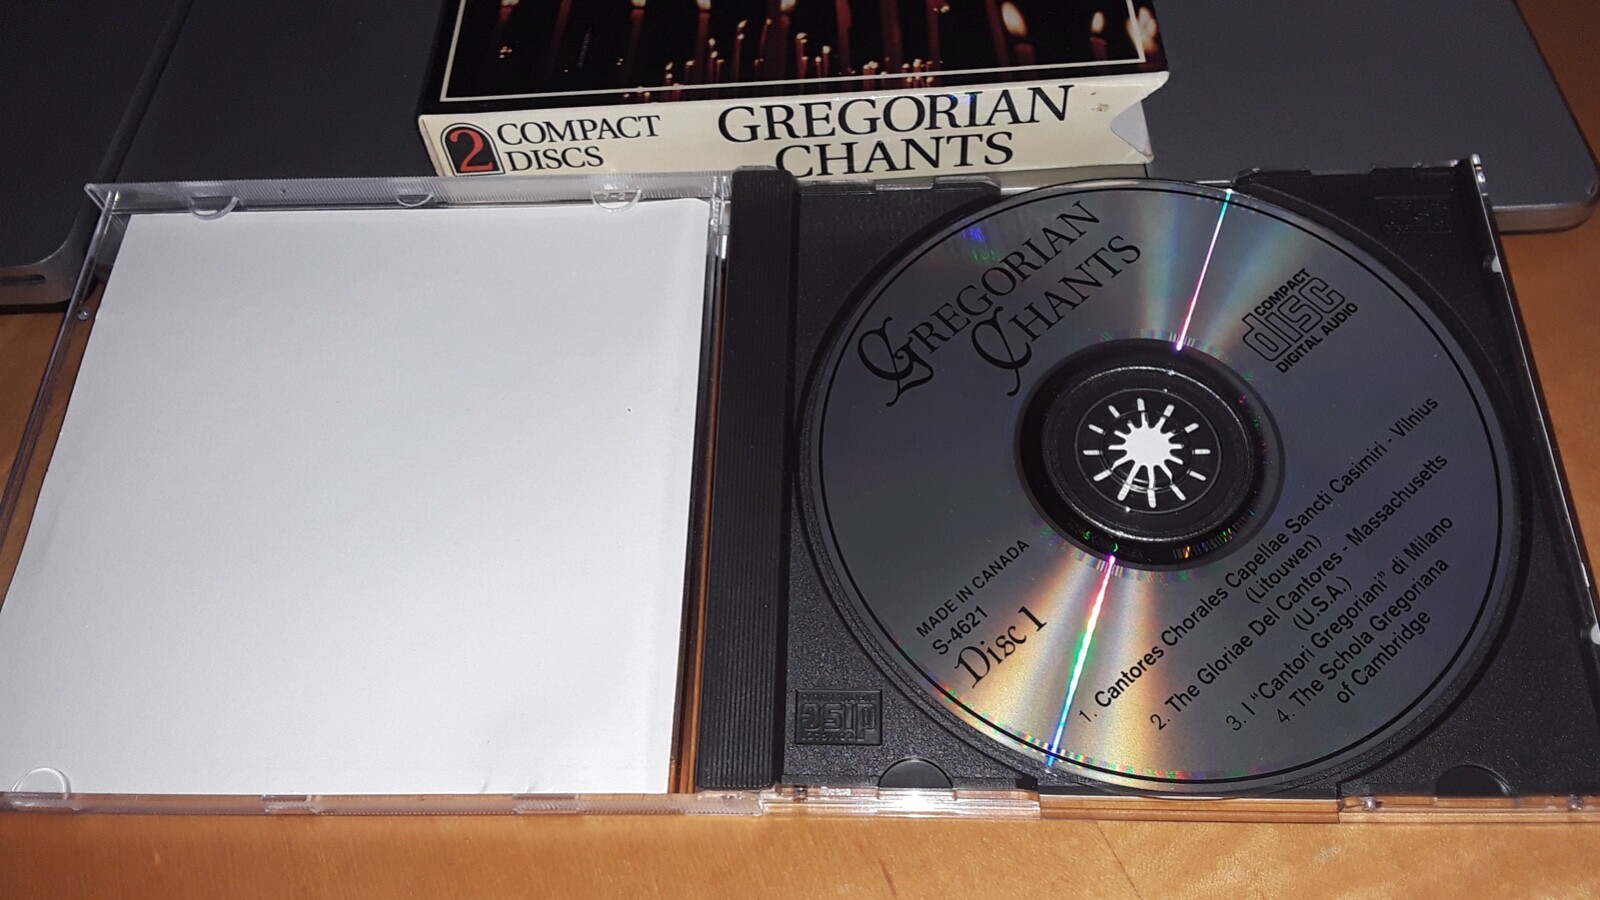 2 COMPACT
DISCS
GREGORIAN
CHANTS
GREGORIAN
CHANTS
COMPACT
disc
DIGITAL AUDIO
MADE IN CANADA
S-4621
Disc 1
1. Cantores Chorales Capellae Sancti Casimiri - Vilnius
(Litouwen)
2. The Gloriae Del Cantores - Massachusetts
(U.S.A.)
3. I "Cantori Gregoriani" di Milano
4. The Schola Gregoriana
of Cambridge
disc